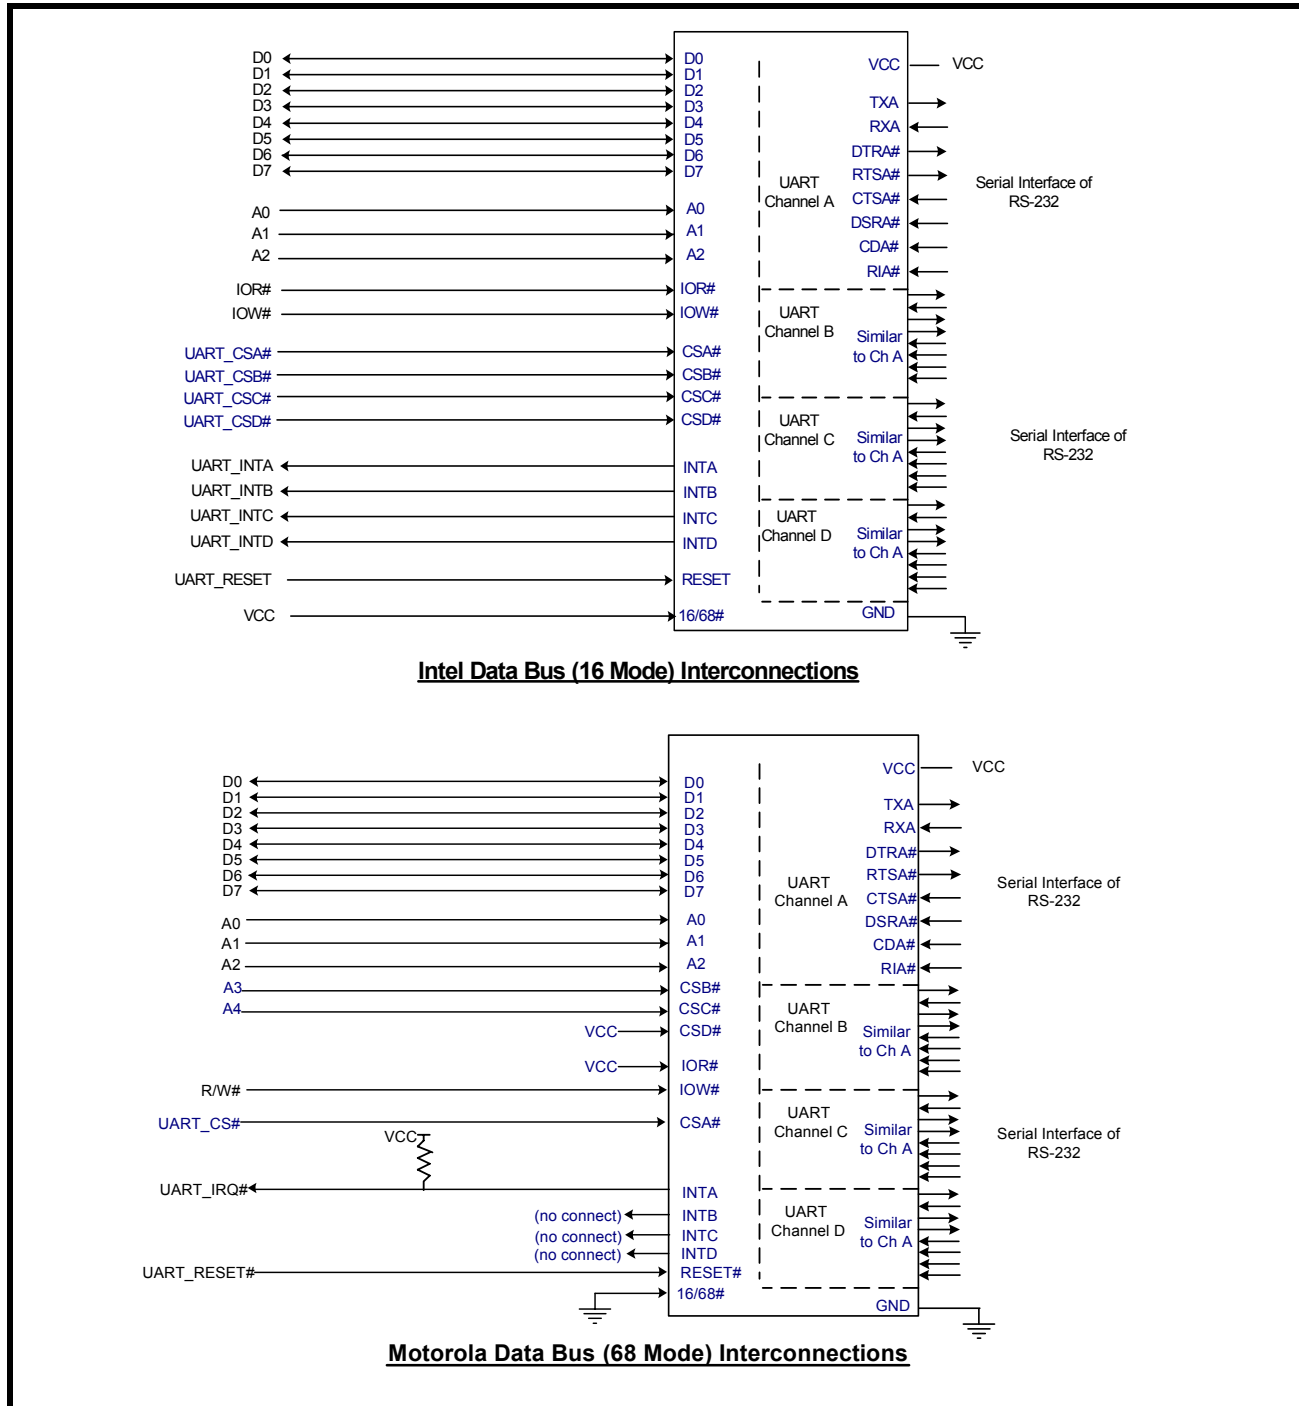 D0 D0 VCC VCC
D1 D1
D2 D2
D3 D3 TXA
D4 D4 RXA
D5 D5 DTRA#
D6 D6
D7 D7 RTSA#
UART
Channel A
Serial Interface of
RS-232
CTSA#
A0 A0
A1 A1 DSRA#
A2 A2 CDA#
RIA#
IOR# IOR#
IOW# IOW#
UART
Channel B
Similar
to Ch A
UART_CSA# CSA#
UART_CSB# CSB#
UART_CSC# CSC#
UART_CSD# CSD#
UART
Channel C
Similar
to Ch A
Serial Interface of
RS-232
UART_INTA INTA
UART_INTB INTB
UART_INTC INTC
UART_INTD INTD
UART
Channel D
Similar
to Ch A
UART_RESET RESET
VCC 16/68# GND
Intel Data Bus (16 Mode) Interconnections
VCC VCC
D0 D0
D1 D1
D2 D2 TXA
D3 D3 RXA
D4 D4
D5 D5 DTRA#
D6 D6 RTSA#
D7 D7
UART
Channel A
Serial Interface of
RS-232
CTSA#
A0 A0 DSRA#
A1 A1 CDA#
A2 A2 RIA#
A3 CSB#
A4 CSC#
VCC CSD#
UART
Channel B
Similar
to Ch A
VCC IOR#
R/W# IOW#
UART_CS# CSA#
UART
Channel C
Similar
to Ch A
Serial Interface of
RS-232
VCC
UART_IRQ# INTA
(no connect) INTB
(no connect) INTC
(no connect) INTD
UART
Channel D
Similar
to Ch A
UART_RESET# RESET#
16/68# GND
Motorola Data Bus (68 Mode) Interconnections